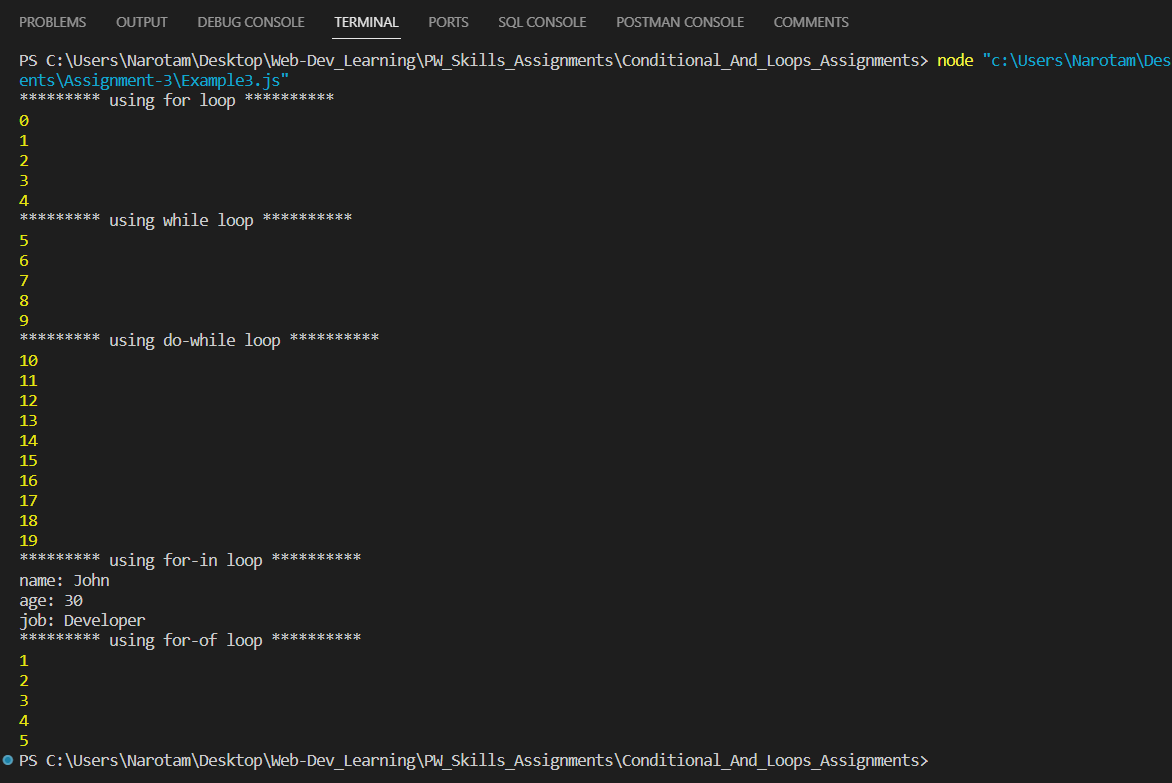 PROBLEMS OUTPUT DEBUG CONSOLE TERMINAL PORTS SQL CONSOLE POSTMAN CONSOLE COMMENTS
PS C:\Users\Narotam\Desktop\Web-Dev_Learning\PW_Skills_Assignments\Conditional_And_Loops_Assignments> node "c:\Users\Narotam\Des
ents\Assignment-3\Example3.js"
********* using for loop **********
0
1
2
3
4
********* using while loop **********
5
6
7
8
9
********* using do-while loop **********
10
11
12
13
14
15
16
17
18
19
********* using for-in loop **********
name: John
age: 30
job: Developer
********* using for-of loop **********
1
2
3
4
5
PS C:\Users\Narotam\Desktop\Web-Dev_Learning\PW_Skills_Assignments\Conditional_And_Loops_Assignments>